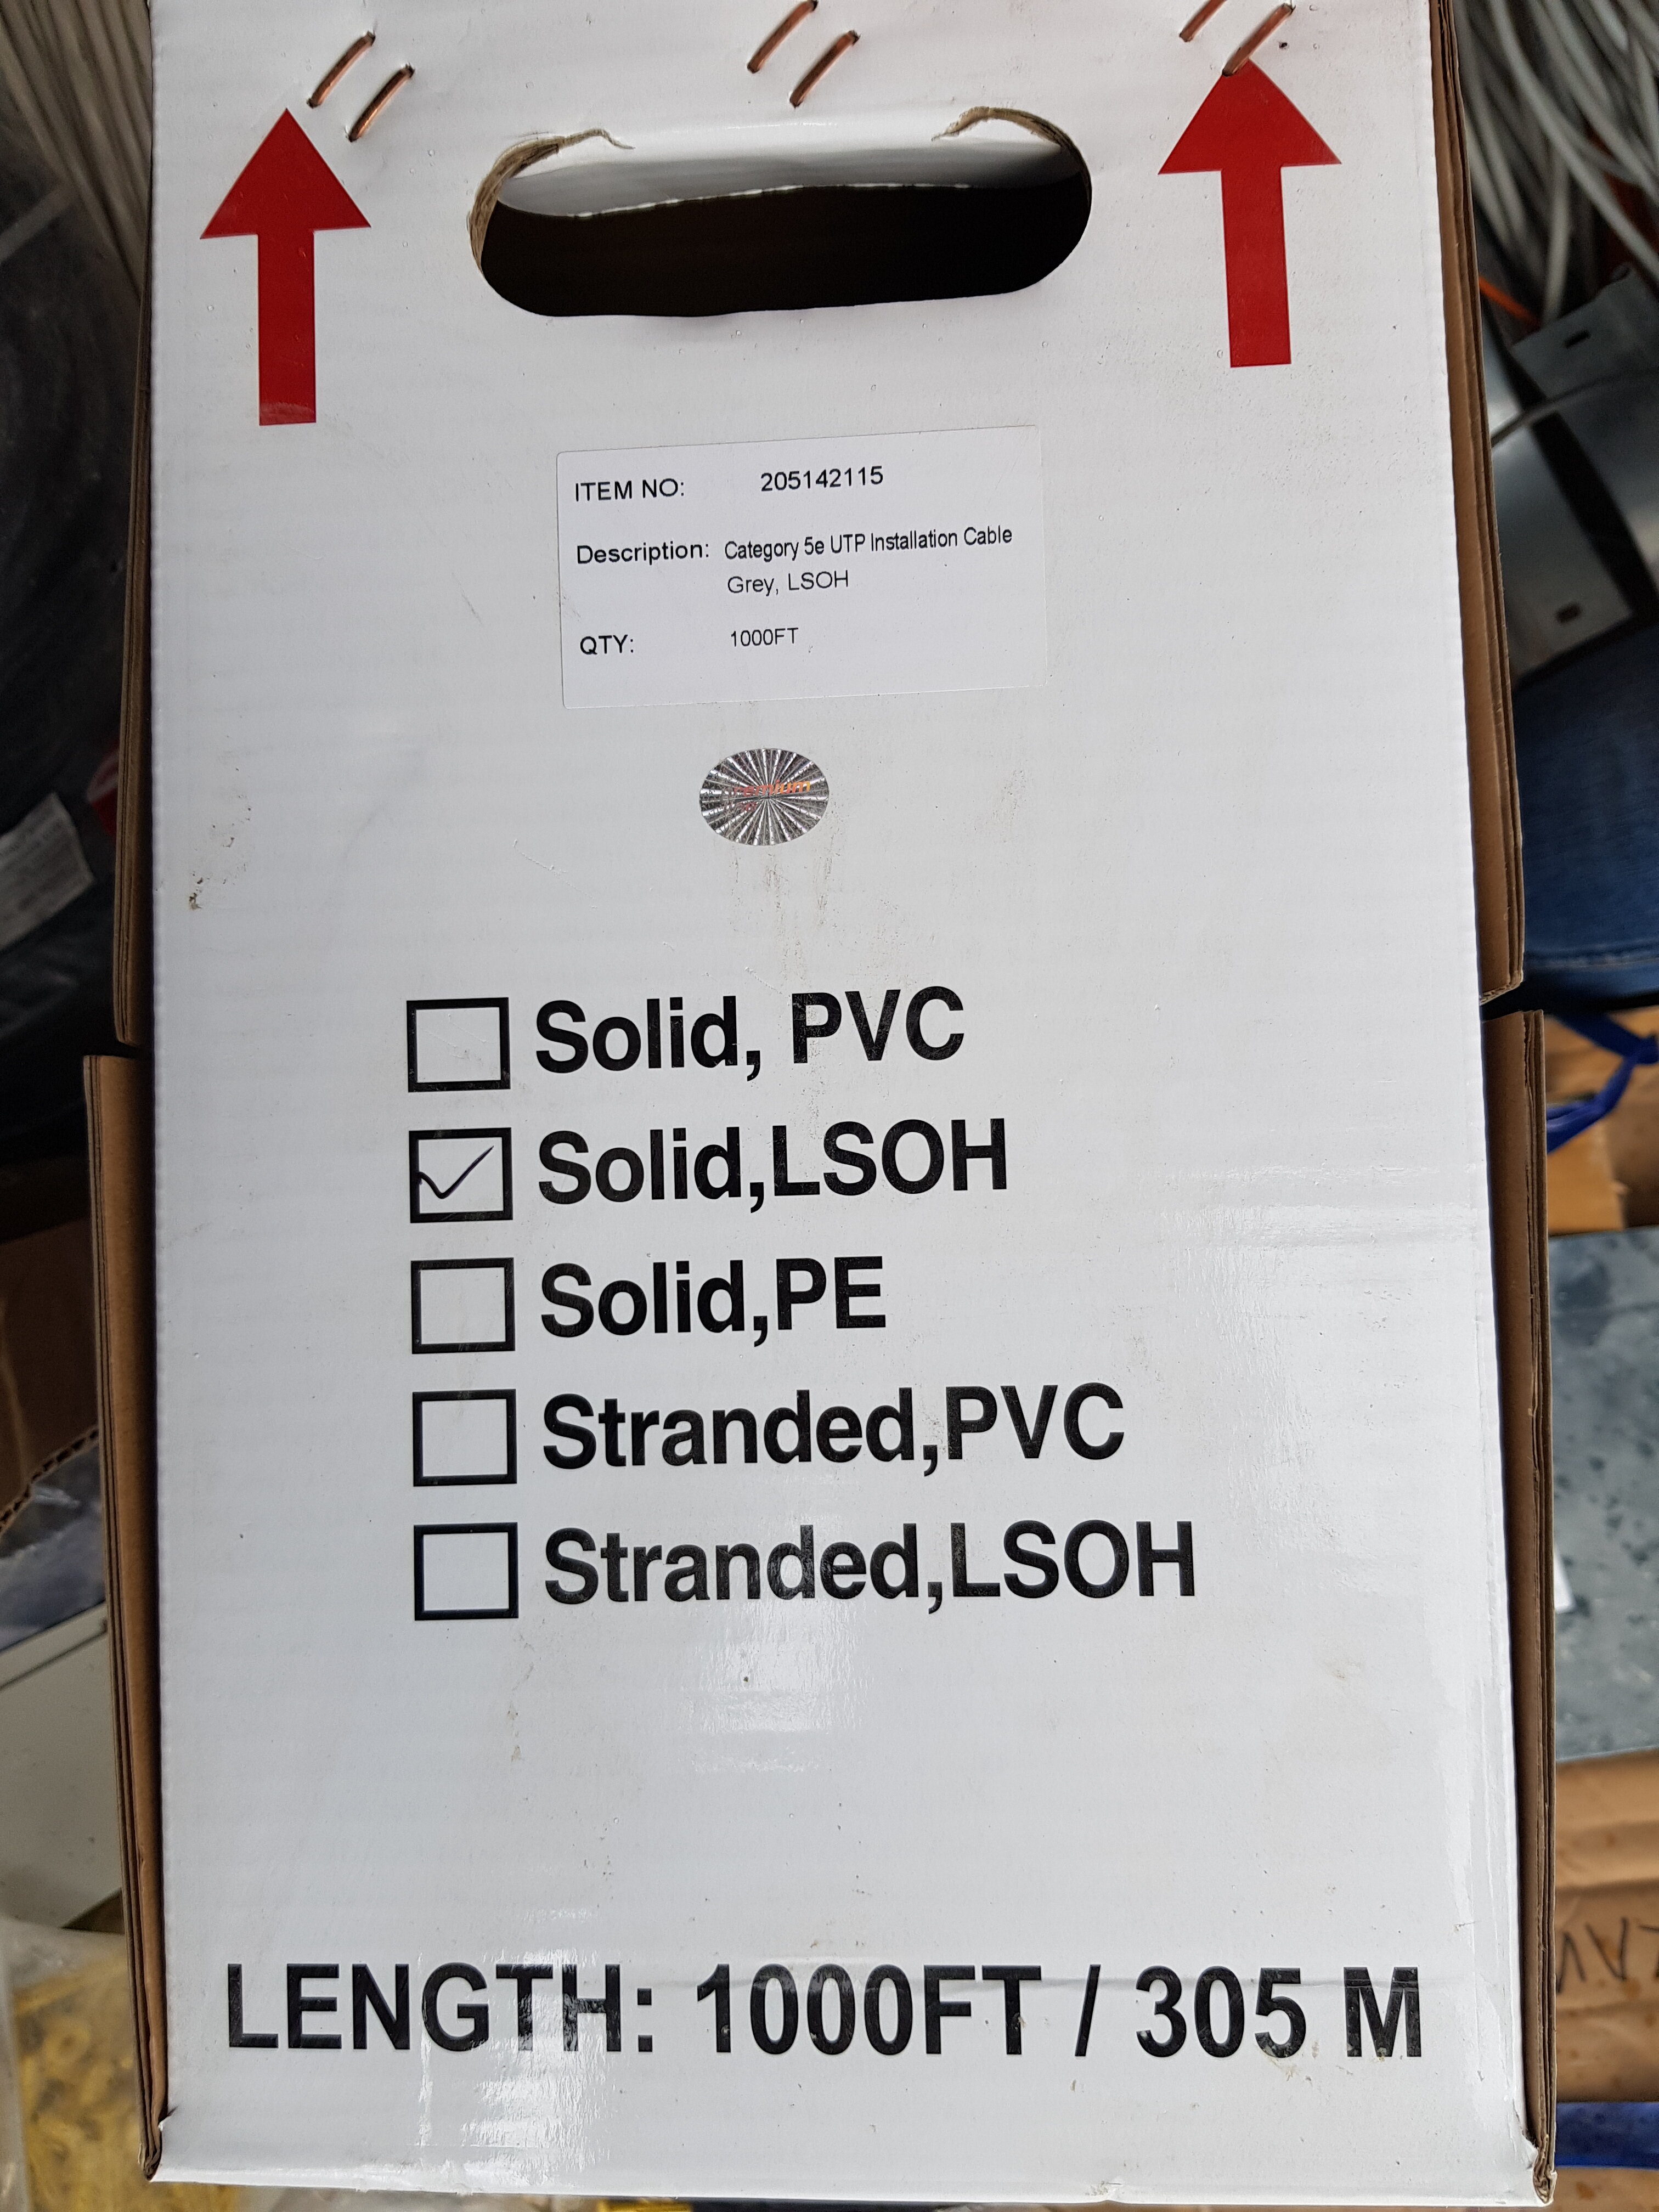 ITEM NO: 205142115
Description: Category 5e UTP Installation Cable
Grey, LSOH
QTY: 1000FT
Solid, PVC
Solid,LSOH
Solid,PE
Stranded,PVC
Stranded,LSOH
LENGTH: 1000FT / 305 M